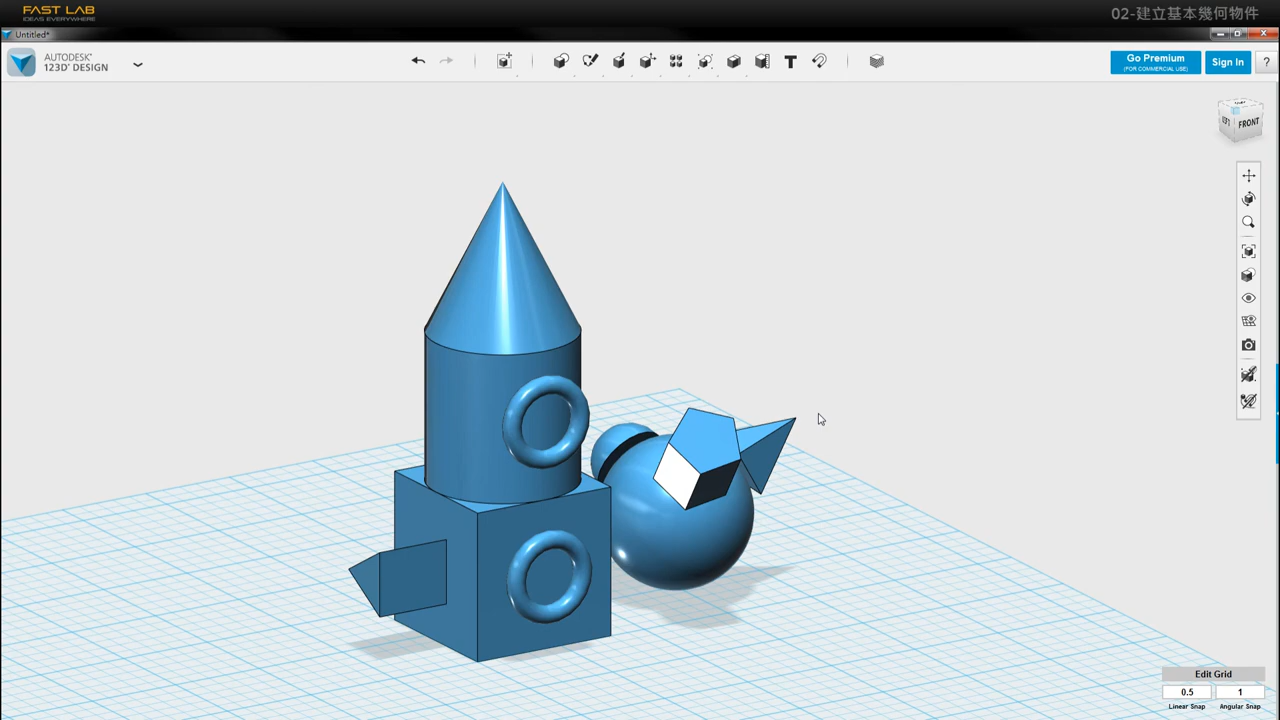 FAST LAB
IDEAS EVERYWHERE
02-建立基本幾何物件
Untitled*
AUTODESK®
123D® DESIGN
T
Go Premium
(FOR COMMERCIAL USE)
Sign In
?
FRONT
Edit Grid
0.5
1
Linear Snap
Angular Snap